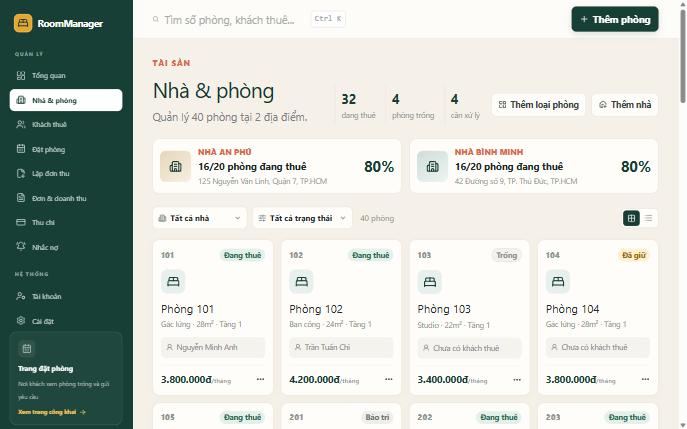 RoomManager
QUẢN LÝ
Tổng quan
Nhà & phòng
Khách thuê
Đặt phòng
Lập đơn thu
Đơn & doanh thu
Thu chi
Nhắc nợ
HỆ THỐNG
Tài khoản
Cài đặt
Trang đặt phòng
Nơi khách xem phòng trống và gửi
yêu cầu
Xem trang công khai →
Tìm số phòng, khách thuê, hợp đồng...
Ctrl K
+ Thêm phòng
TÀI SẢN
Nhà & phòng
Quản lý 40 phòng tại 2 địa điểm.
32
đang thuê
4
phòng trống
4
cần xử lý
Thêm loại phòng
Thêm nhà
NHÀ AN PHÚ
16/20 phòng đang thuê
125 Nguyễn Văn Linh, Quận 7, TP.HCM
80%
NHÀ BÌNH MINH
16/20 phòng đang thuê
42 Đường số 9, TP. Thủ Đức, TP.HCM
80%
Tất cả nhà
Tất cả trạng thái
40 phòng
101
Đang thuê
Phòng 101
Gác lửng · 28m² · Tầng 1
Nguyễn Minh Anh
3.800.000đ/tháng
102
Đang thuê
Phòng 102
Ban công · 24m² · Tầng 1
Trần Tuấn Chi
4.200.000đ/tháng
103
Trống
Phòng 103
Studio · 22m² · Tầng 1
Chưa có khách thuê
3.400.000đ/tháng
104
Đã giữ
Phòng 104
Gác lửng · 28m² · Tầng 1
Chưa có khách thuê
3.800.000đ/tháng
105
Đang thuê
201
Bảo trì
202
Đang thuê
203
Đang thuê